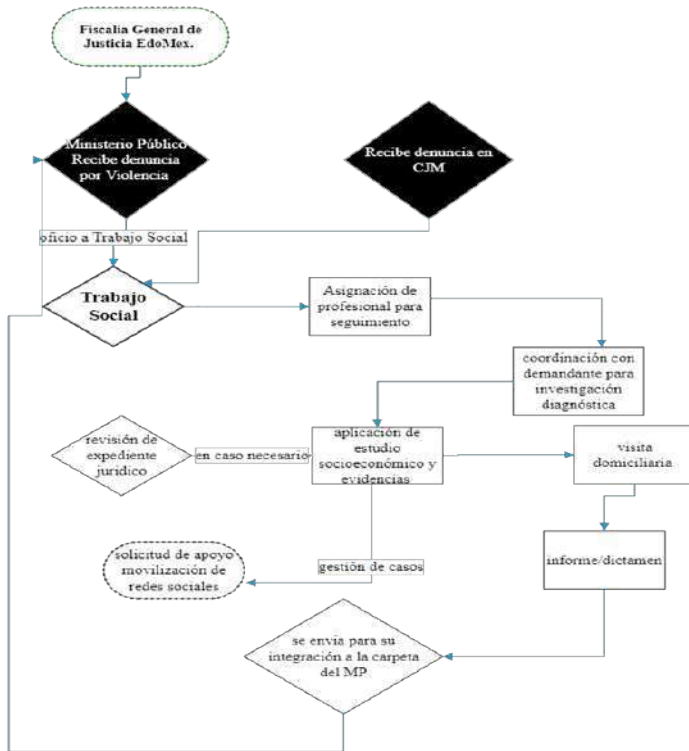 Fiscalía General de
Justicia EdoMex.
Ministerio Público
Recibe denuncia
por Violencia
Recibe denuncia en
CJM
oficio a Trabajo Social
Trabajo
Social
Asignación de
profesional para
seguimiento
coordinación con
demandante para
investigación
diagnóstica
revisión de
expediente
jurídico
en caso necesario
aplicación de
estudio
socioeconómico y
evidencias
visita
domiciliaria
solicitud de apoyo
movilización de
redes sociales
gestión de casos
informe/dictamen
se envía para su
integración a la carpeta
del MP